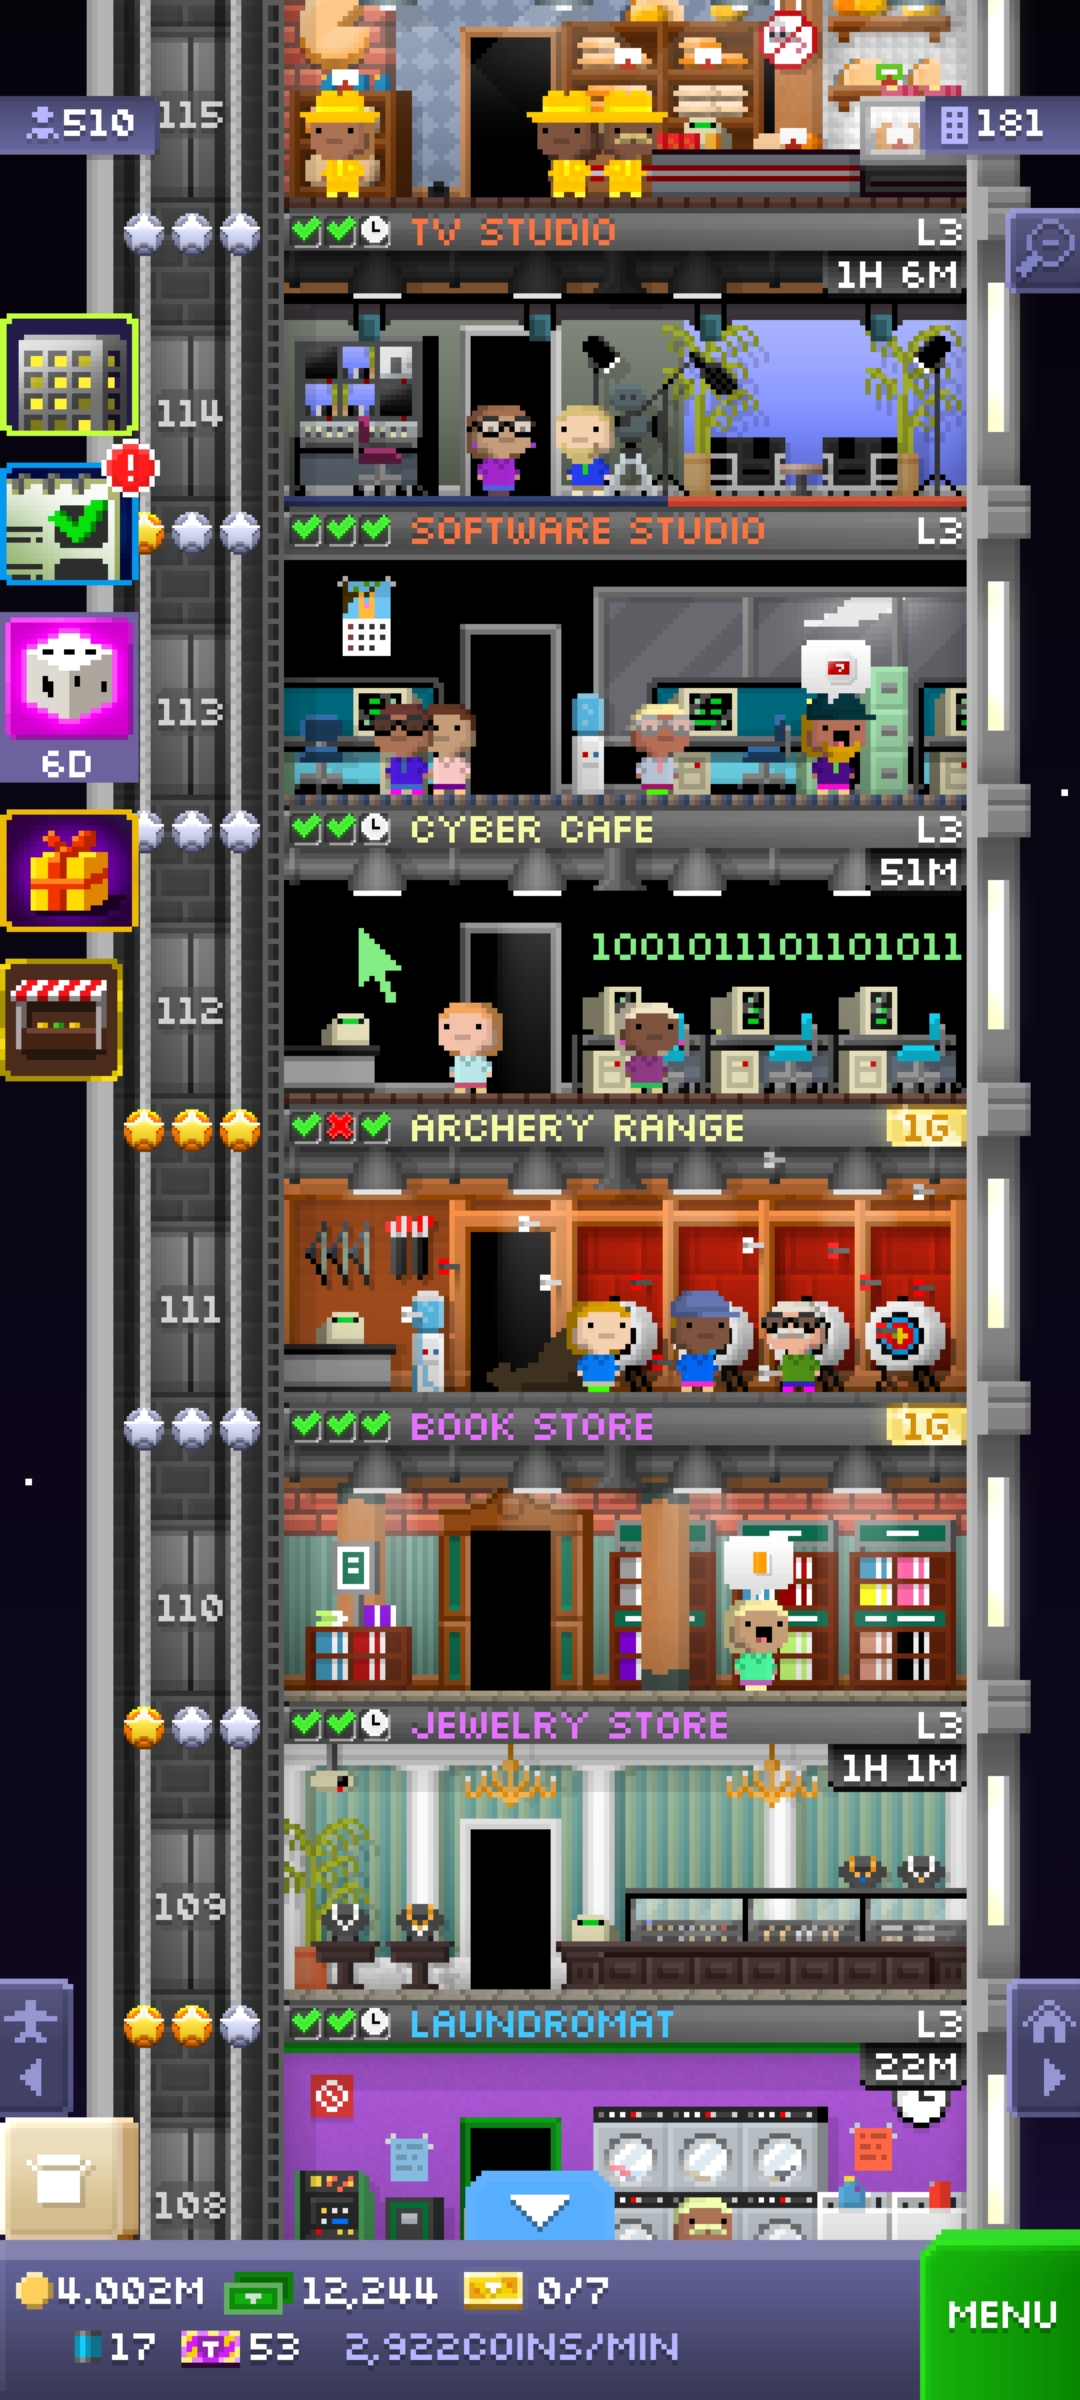 115
510
181
TV STUDIO L3
1H 6M
114
SOFTWARE STUDIO L3
113
6D
CYBER CAFE L3
51M
1001011101101011
112
ARCHERY RANGE 1G
111
BOOK STORE 1G
110
JEWELRY STORE L3
1H 1M
109
LAUNDROMAT L3
22M
108
4.002M 12,244 0/7
MENU
17 53 2,922COINS/MIN